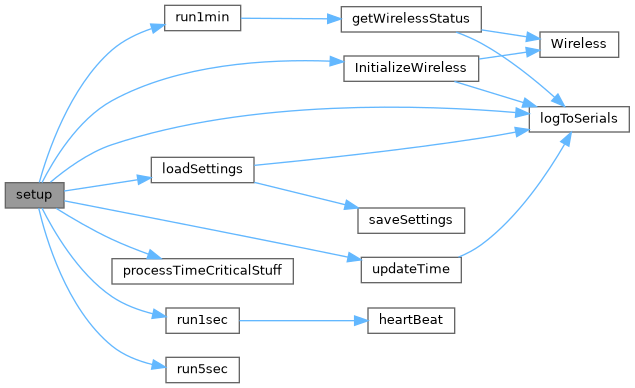 run1min
getWirelessStatus
Wireless
InitializeWireless
logToSerials
loadSettings
setup
saveSettings
processTimeCriticalStuff
updateTime
run1sec
heartBeat
run5sec